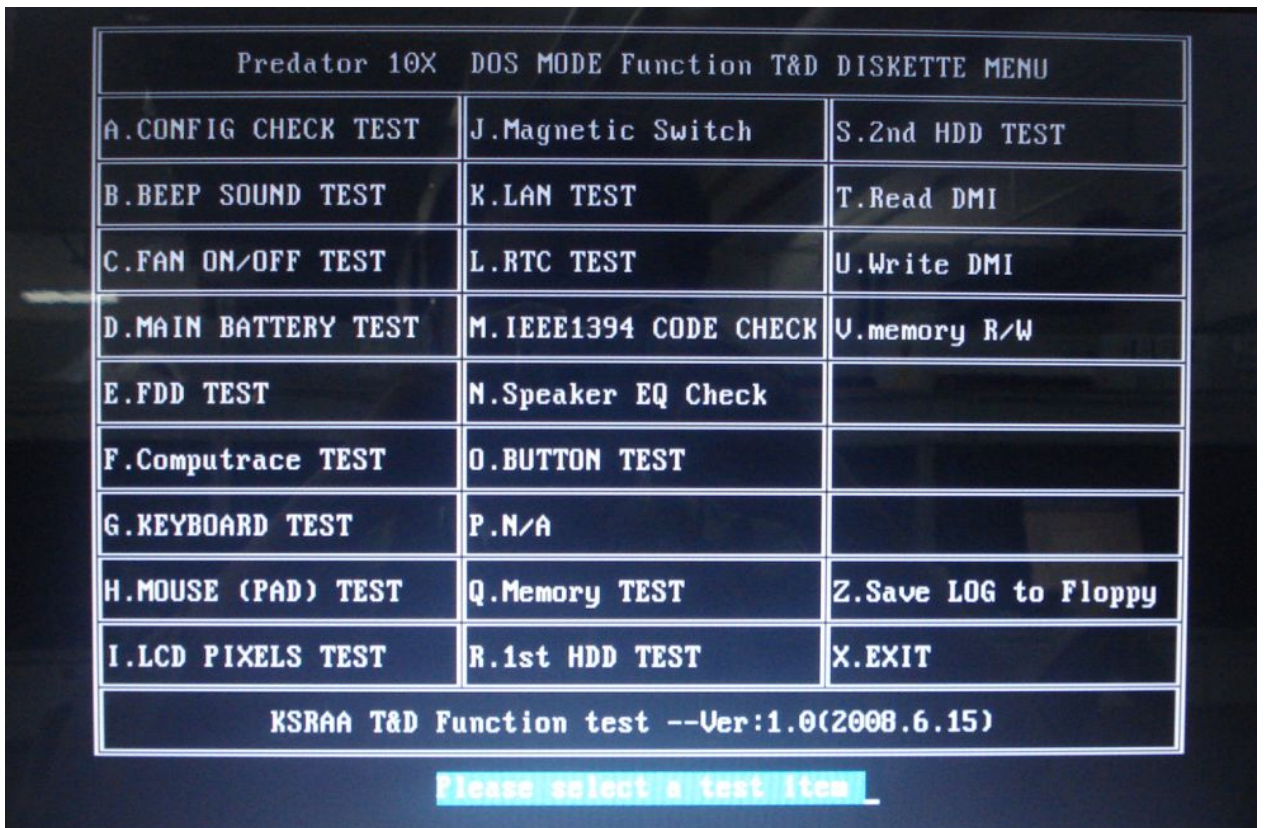 Predator 10X DOS MODE Function T&D DISKETTE MENU
A.CONFIG CHECK TEST J.Magnetic Switch S.2nd HDD TEST
B.BEEP SOUND TEST K.LAN TEST T.Read DMI
C.FAN ON/OFF TEST L.RTC TEST U.Write DMI
D.MAIN BATTERY TEST M.IEEE1394 CODE CHECK V.memory R/W
E.FDD TEST N.Speaker EQ Check
F.Computrace TEST O.BUTTON TEST
G.KEYBOARD TEST P.N/A
H.MOUSE (PAD) TEST Q.Memory TEST Z.Save LOG to Floppy
I.LCD PIXELS TEST R.1st HDD TEST X.EXIT
KSRAA T&D Function test --Ver:1.0(2008.6.15)
Please select a test item _